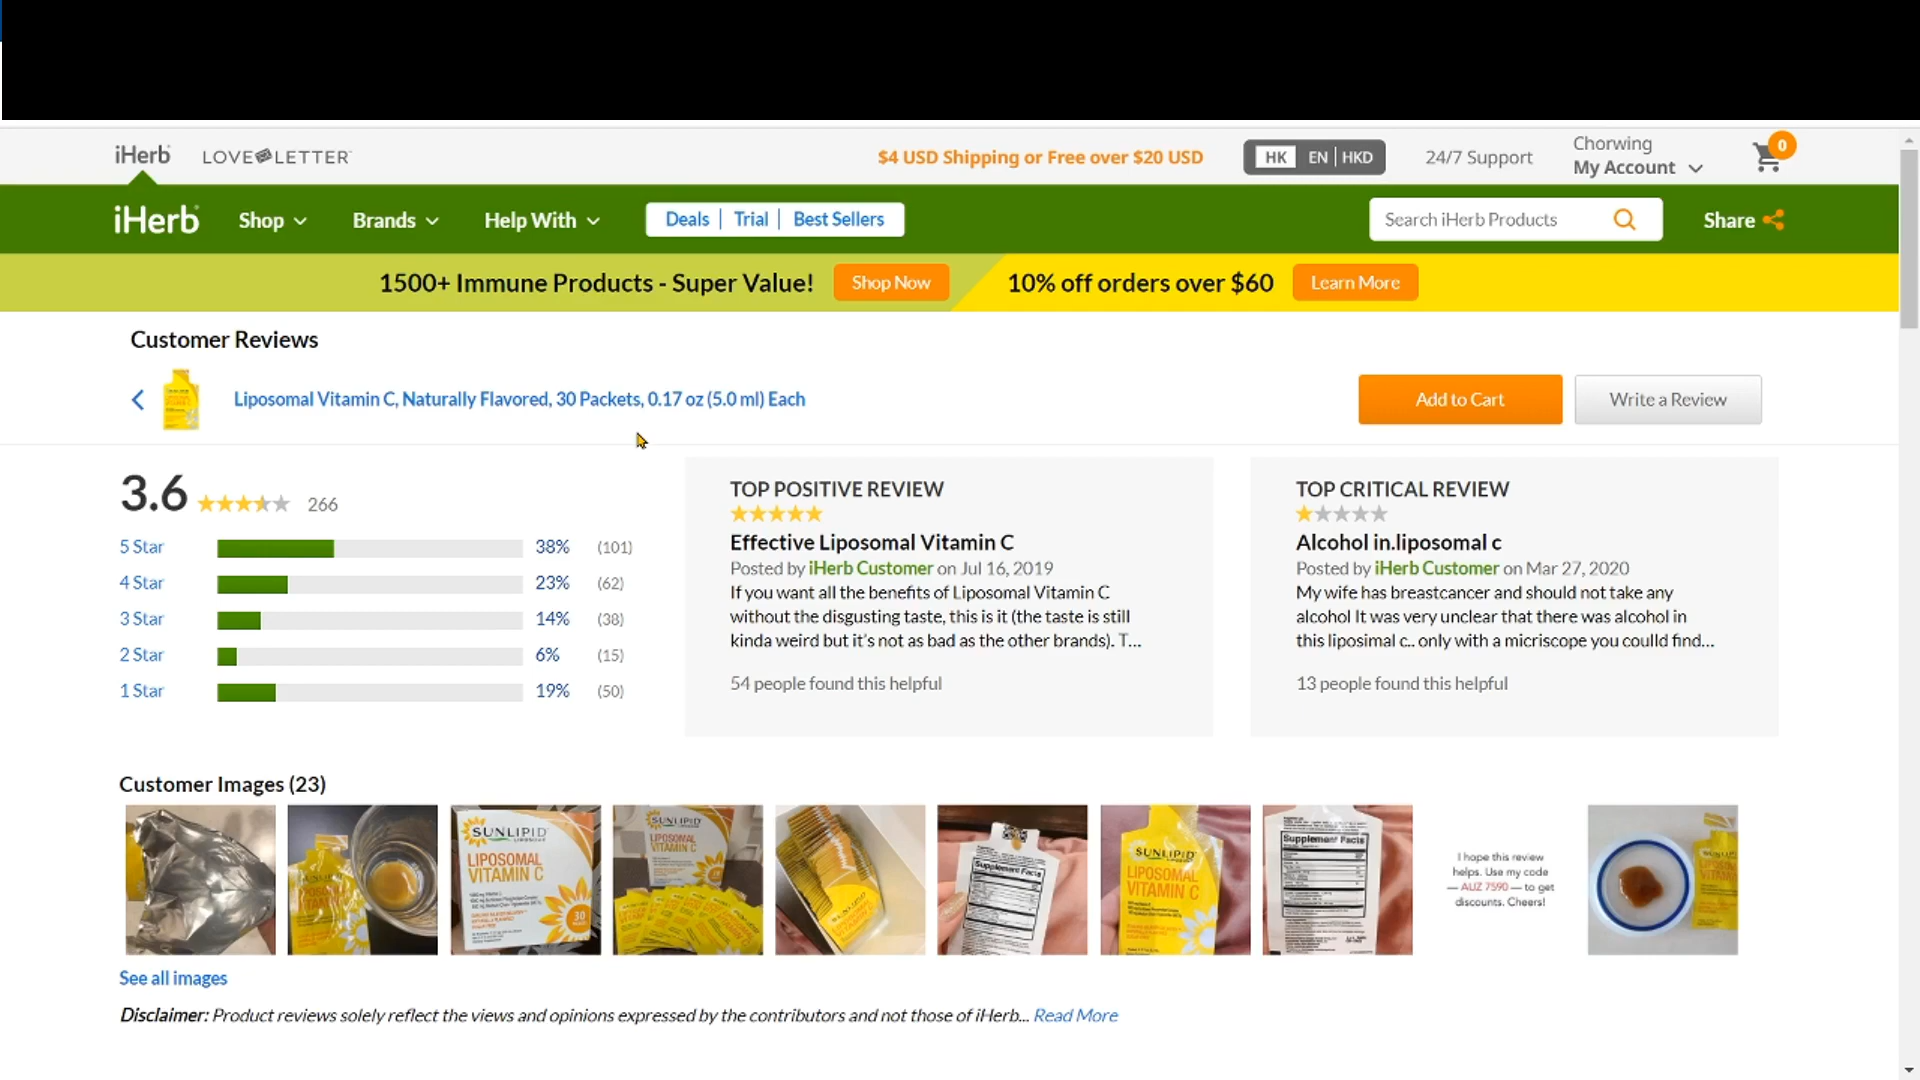 iHerb LOVE LETTER
$4 USD Shipping or Free over $20 USD
HK EN | HKD
24/7 Support
Chorwing
My Account
0
iHerb
Shop
Brands
Help With
Deals | Trial | Best Sellers
Search iHerb Products
Share
1500+ Immune Products - Super Value!
Shop Now
10% off orders over $60
Learn More
Customer Reviews
Liposomal Vitamin C, Naturally Flavored, 30 Packets, 0.17 oz (5.0 ml) Each
Add to Cart
Write a Review
3.6 266
5 Star 38% (101)
4 Star 23% (62)
3 Star 14% (38)
2 Star 6% (15)
1 Star 19% (50)
TOP POSITIVE REVIEW
Effective Liposomal Vitamin C
Posted by iHerb Customer on Jul 16, 2019
If you want all the benefits of Liposomal Vitamin C
without the disgusting taste, this is it (the taste is still
kinda weird but it's not as bad as the other brands). T...
54 people found this helpful
TOP CRITICAL REVIEW
Alcohol in.liposomal c
Posted by iHerb Customer on Mar 27, 2020
My wife has breastcancer and should not take any
alcohol It was very unclear that there was alcohol in
this liposimal c.. only with a micriscope you coulld find...
13 people found this helpful
Customer Images (23)
SUNLIPID
LIPOSOMAL
VITAMIN C
30
SUNLIPID
LIPOSOMAL
VITAMIN C
Supplement Facts
SUNLIPID
LIPOSOMAL
VITAMIN C
Supplement Facts
I hope this review
helps. Use my code
— AUZ 7590 — to get
discounts. Cheers!
See all images
Disclaimer: Product reviews solely reflect the views and opinions expressed by the contributors and not those of iHerb... Read More